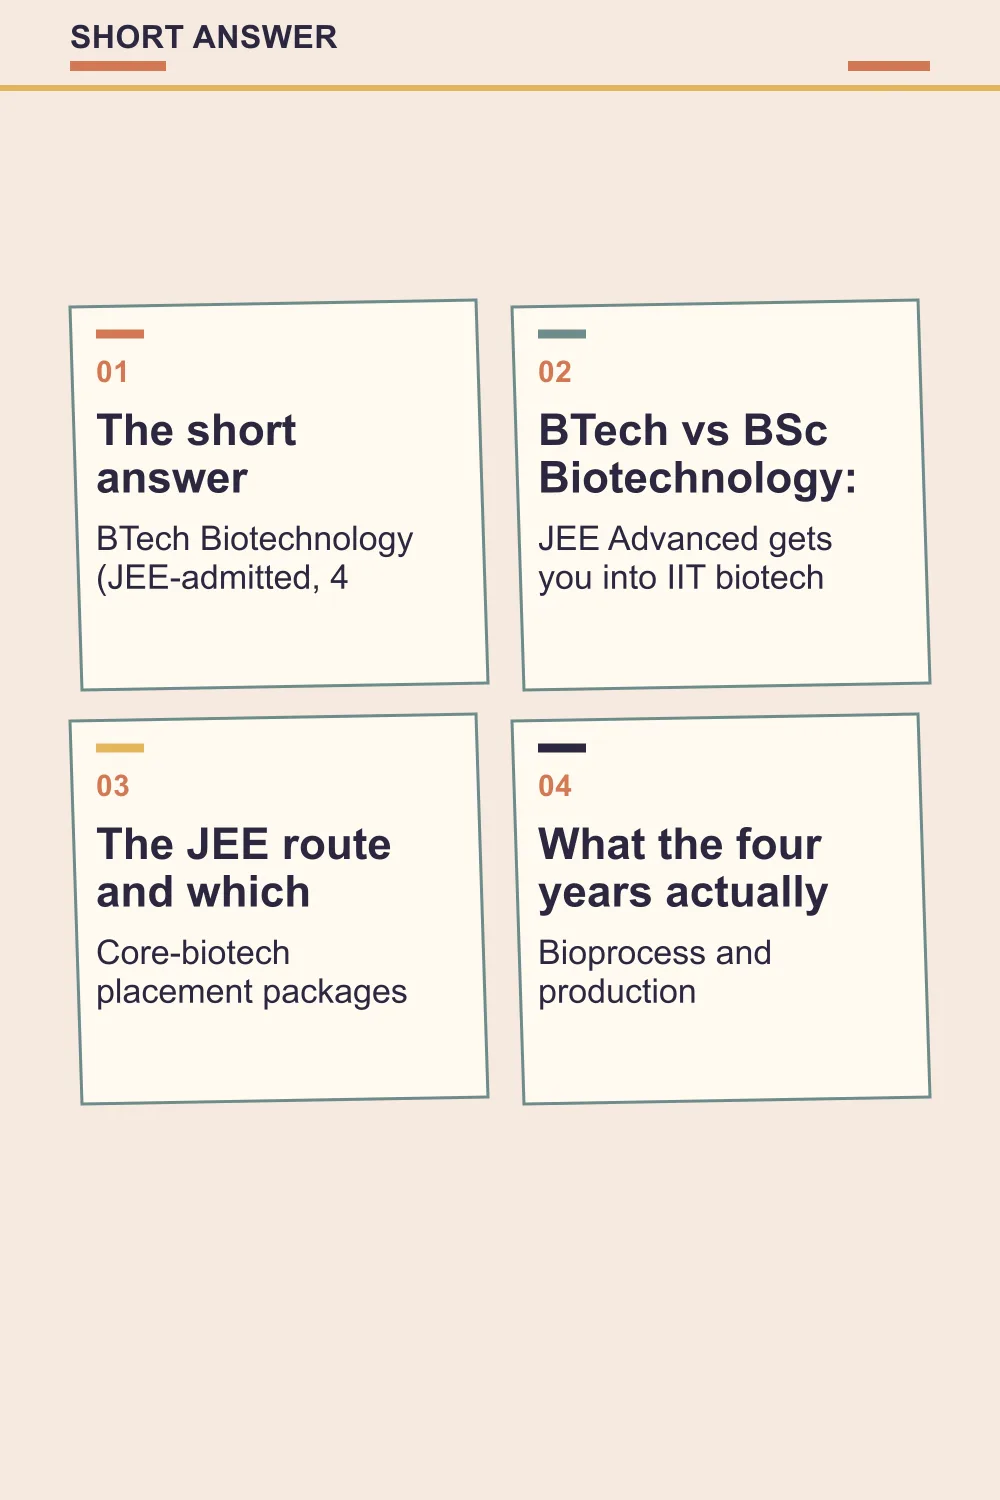 SHORT ANSWER
01
The short
answer
BTech Biotechnology
(JEE-admitted, 4
02
BTech vs BSc
Biotechnology:
JEE Advanced gets
you into IIT biotech
03
The JEE route
and which
Core-biotech
placement packages
04
What the four
years actually
Bioprocess and
production